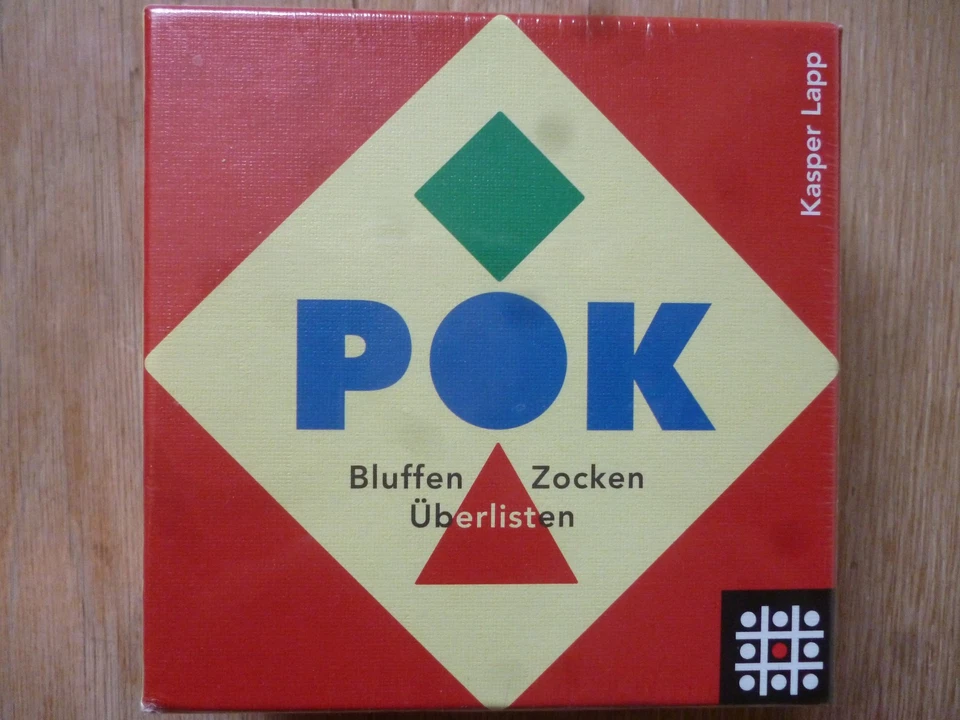 Kasper Lapp
POK
Bluffen Zocken
Überlisten